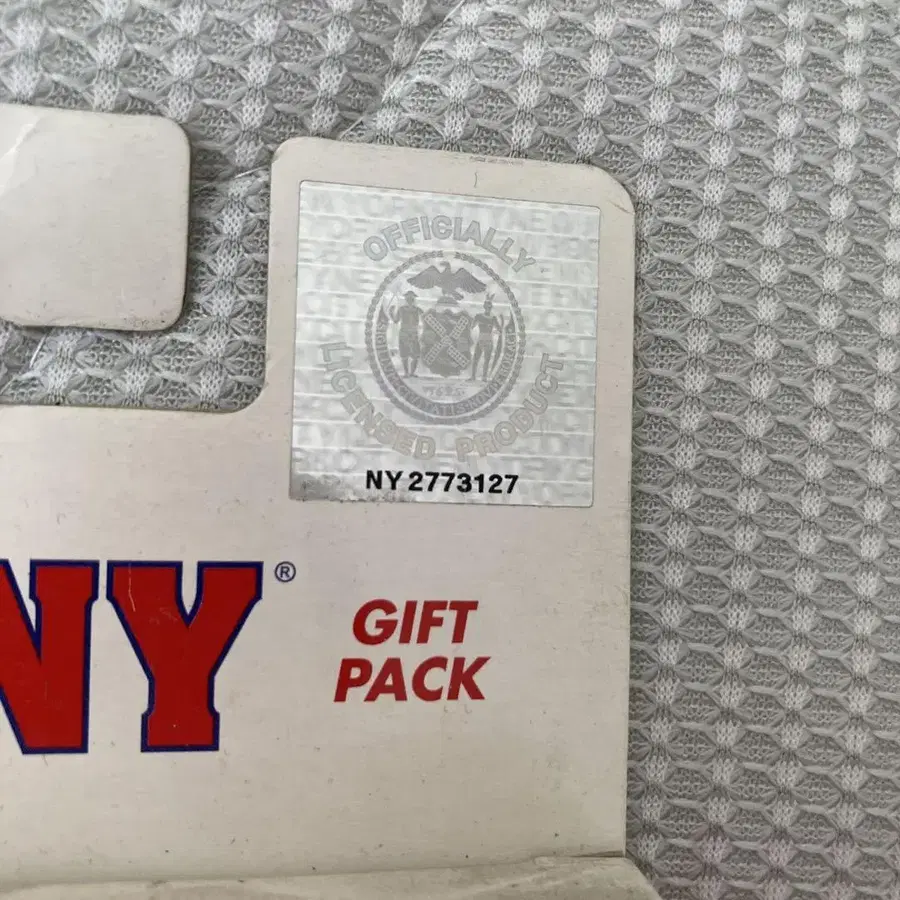 OFFICIALLY
LICENSED PRODUCT
NY 2773127
NY®
GIFT
PACK